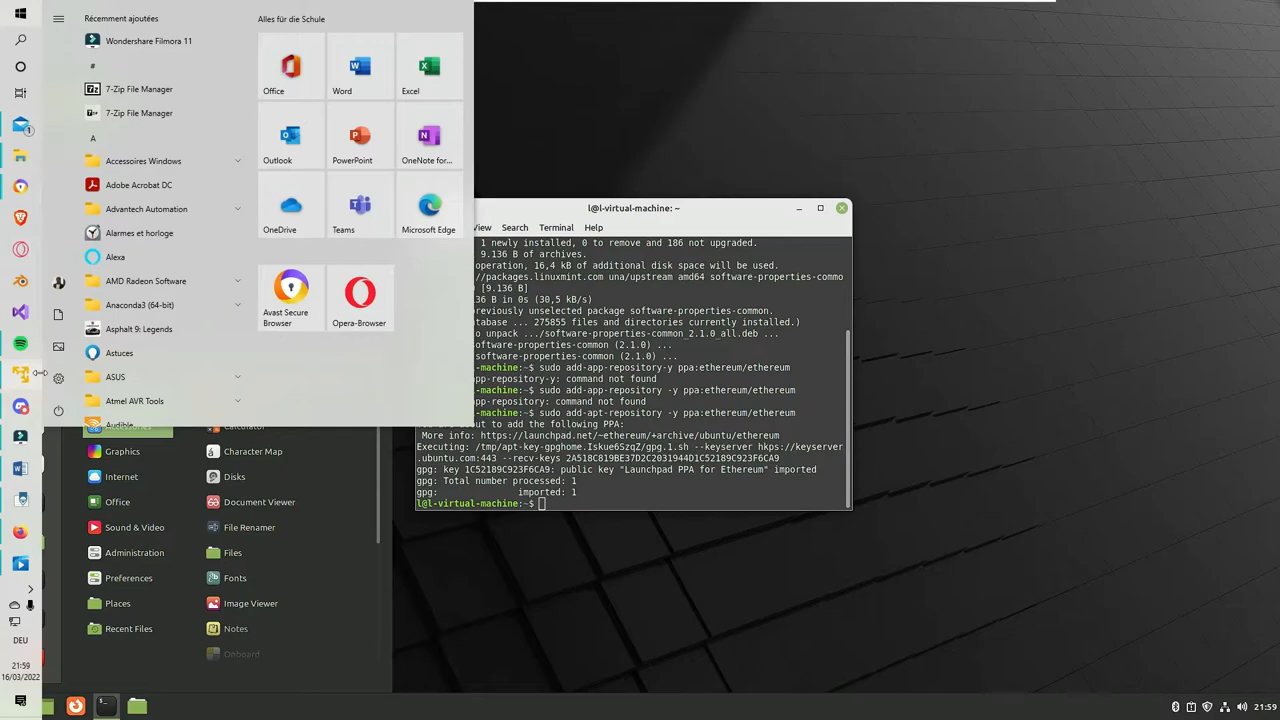 Récemment ajoutées
Wondershare Filmora 11
#
7-Zip File Manager
7-Zip File Manager
A
Accessoires Windows
Adobe Acrobat DC
Advantech Automation
Alarmes et horloge
Alexa
AMD Radeon Software
Anaconda3 (64-bit)
Asphalt 9: Legends
Astuces
ASUS
Atmel AVR Tools
Audible
Alles für die Schule
Office
Word
Excel
Outlook
PowerPoint
OneNote for...
OneDrive
Teams
Microsoft Edge
Avast Secure
Browser
Opera-Browser
1
DEU
21:59
16/03/2022
l@l-virtual-machine: ~
View Search Terminal Help
1 newly installed, 0 to remove and 186 not upgraded.
9.136 B of archives.
operation, 16,4 kB of additional disk space will be used.
//packages.linuxmint.com una/upstream amd64 software-properties-commo
[9.136 B]
36 B in 0s (30,5 kB/s)
reviously unselected package software-properties-common.
tabase ... 275855 files and directories currently installed.)
o unpack .../software-properties-common_2.1.0_all.deb ...
software-properties-common (2.1.0) ...
software-properties-common (2.1.0) ...
l-machine:~$ sudo add-app-repository-y ppa:ethereum/ethereum
app-repository-y: command not found
l-machine:~$ sudo add-app-repository -y ppa:ethereum/ethereum
app-repository: command not found
l-machine:~$ sudo add-apt-repository -y ppa:ethereum/ethereum
to add the following PPA:
More info: https://launchpad.net/~ethereum/+archive/ubuntu/ethereum
Executing: /tmp/apt-key-gpghome.Iskue6SzqZ/gpg.1.sh --keyserver hkps://keyserver
.ubuntu.com:443 --recv-keys 2A518C819BE37D2C2031944D1C52189C923F6CA9
gpg: key 1C52189C923F6CA9: public key "Launchpad PPA for Ethereum" imported
gpg: Total number processed: 1
gpg: imported: 1
l@l-virtual-machine:~$
Calculator
Graphics
Character Map
Internet
Disks
Office
Document Viewer
Sound & Video
File Renamer
Administration
Files
Preferences
Fonts
Places
Image Viewer
Recent Files
Notes
Onboard
21:59